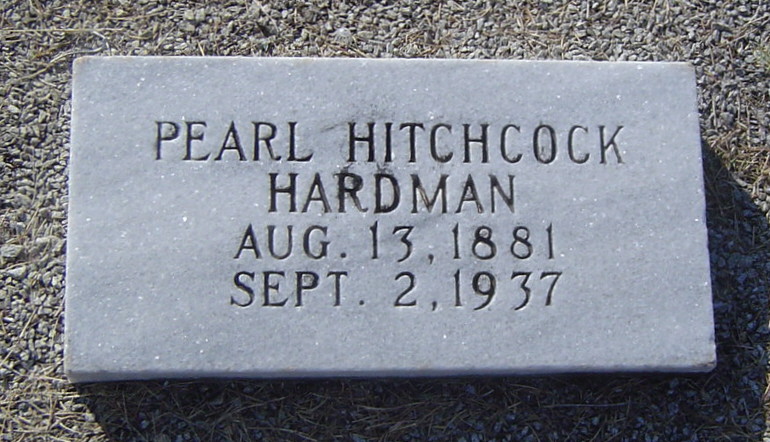 PEARL HITCHCOCK
HARDMAN
AUG. 13, 1881
SEPT. 2, 1937